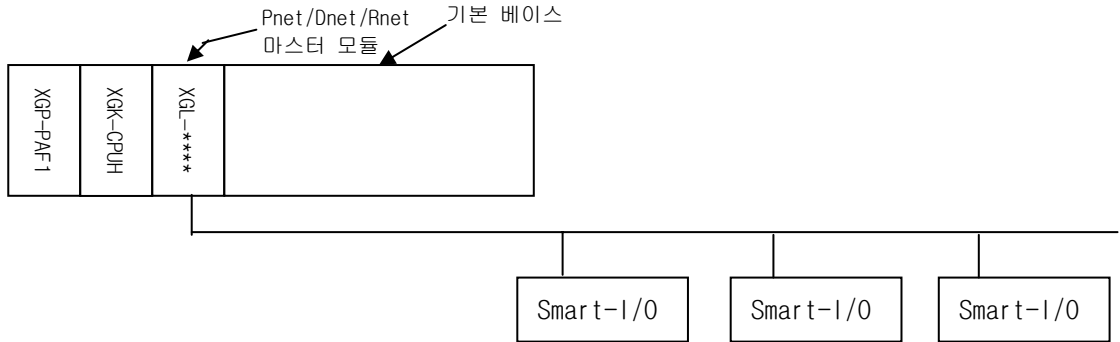 Pnet/Dnet/Rnet
마스터 모듈
기본 베이스
XGP-PAF1
XGK-CPUH
XGL-****
Smart-I/O
Smart-I/O
Smart-I/O